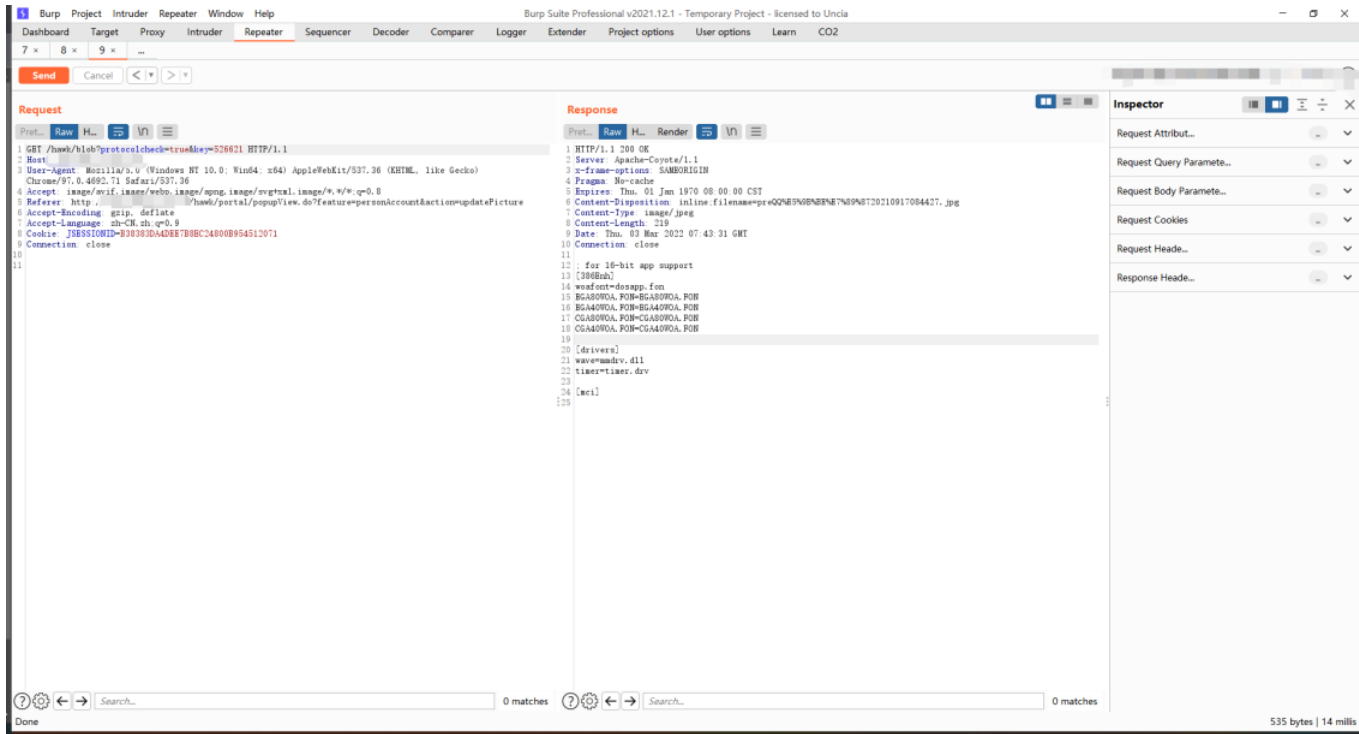 Burp Project Intruder Repeater Window Help
Burp Suite Professional v2021.12.1 - Temporary Project - licensed to Uncia
Dashboard Target Proxy Intruder Repeater Sequencer Decoder Comparer Logger Extender Project options User options Learn CO2
7 × 8 × 9 × ...
Send Cancel < > 
Request
Pret... Raw H... \n
1 GET /hawk/blob?protocolcheck=true&key=526621 HTTP/1.1
2 Host
3 User-Agent: Mozilla/5.0 (Windows NT 10.0; Win64; x64) AppleWebKit/537.36 (KHTML, like Gecko)
Chrome/97.0.4692.71 Safari/537.36
4 Accept: image/avif,image/webp,image/apng,image/svg+xml,image/*,*/*;q=0.8
5 Referer: http: /hawk/portal/popupView.do?feature=personAccount&action=updatePicture
6 Accept-Encoding: gzip, deflate
7 Accept-Language: zh-CN,zh;q=0.9
8 Cookie: JSESSIONID=B38383DA4DEE7B8EC24800B954512071
9 Connection: close
10
11
Search... 0 matches
Response
Pret... Raw H... Render \n
1 HTTP/1.1 200 OK
2 Server: Apache-Coyote/1.1
3 x-frame-options: SAMEORIGIN
4 Pragma: No-cache
5 Expires: Thu, 01 Jan 1970 08:00:00 CST
6 Content-Disposition: inline;filename=preQQ%E5%9B%BE%E7%89%8720210917084427.jpg
7 Content-Type: image/jpeg
8 Content-Length: 219
9 Date: Thu, 03 Mar 2022 07:43:31 GMT
10 Connection: close
11
12 ; for 16-bit app support
13 [386Enh]
14 woafont=dosapp.fon
15 EGA80WOA.FON=EGA80WOA.FON
16 EGA40WOA.FON=EGA40WOA.FON
17 CGA80WOA.FON=CGA80WOA.FON
18 CGA40WOA.FON=CGA40WOA.FON
19
20 [drivers]
21 wave=mmdrv.dll
22 timer=timer.drv
23
24 [mci]
25
Search... 0 matches
Inspector
Request Attribut...
Request Query Paramete...
Request Body Paramete...
Request Cookies
Request Heade...
Response Heade...
Done
535 bytes | 14 millis